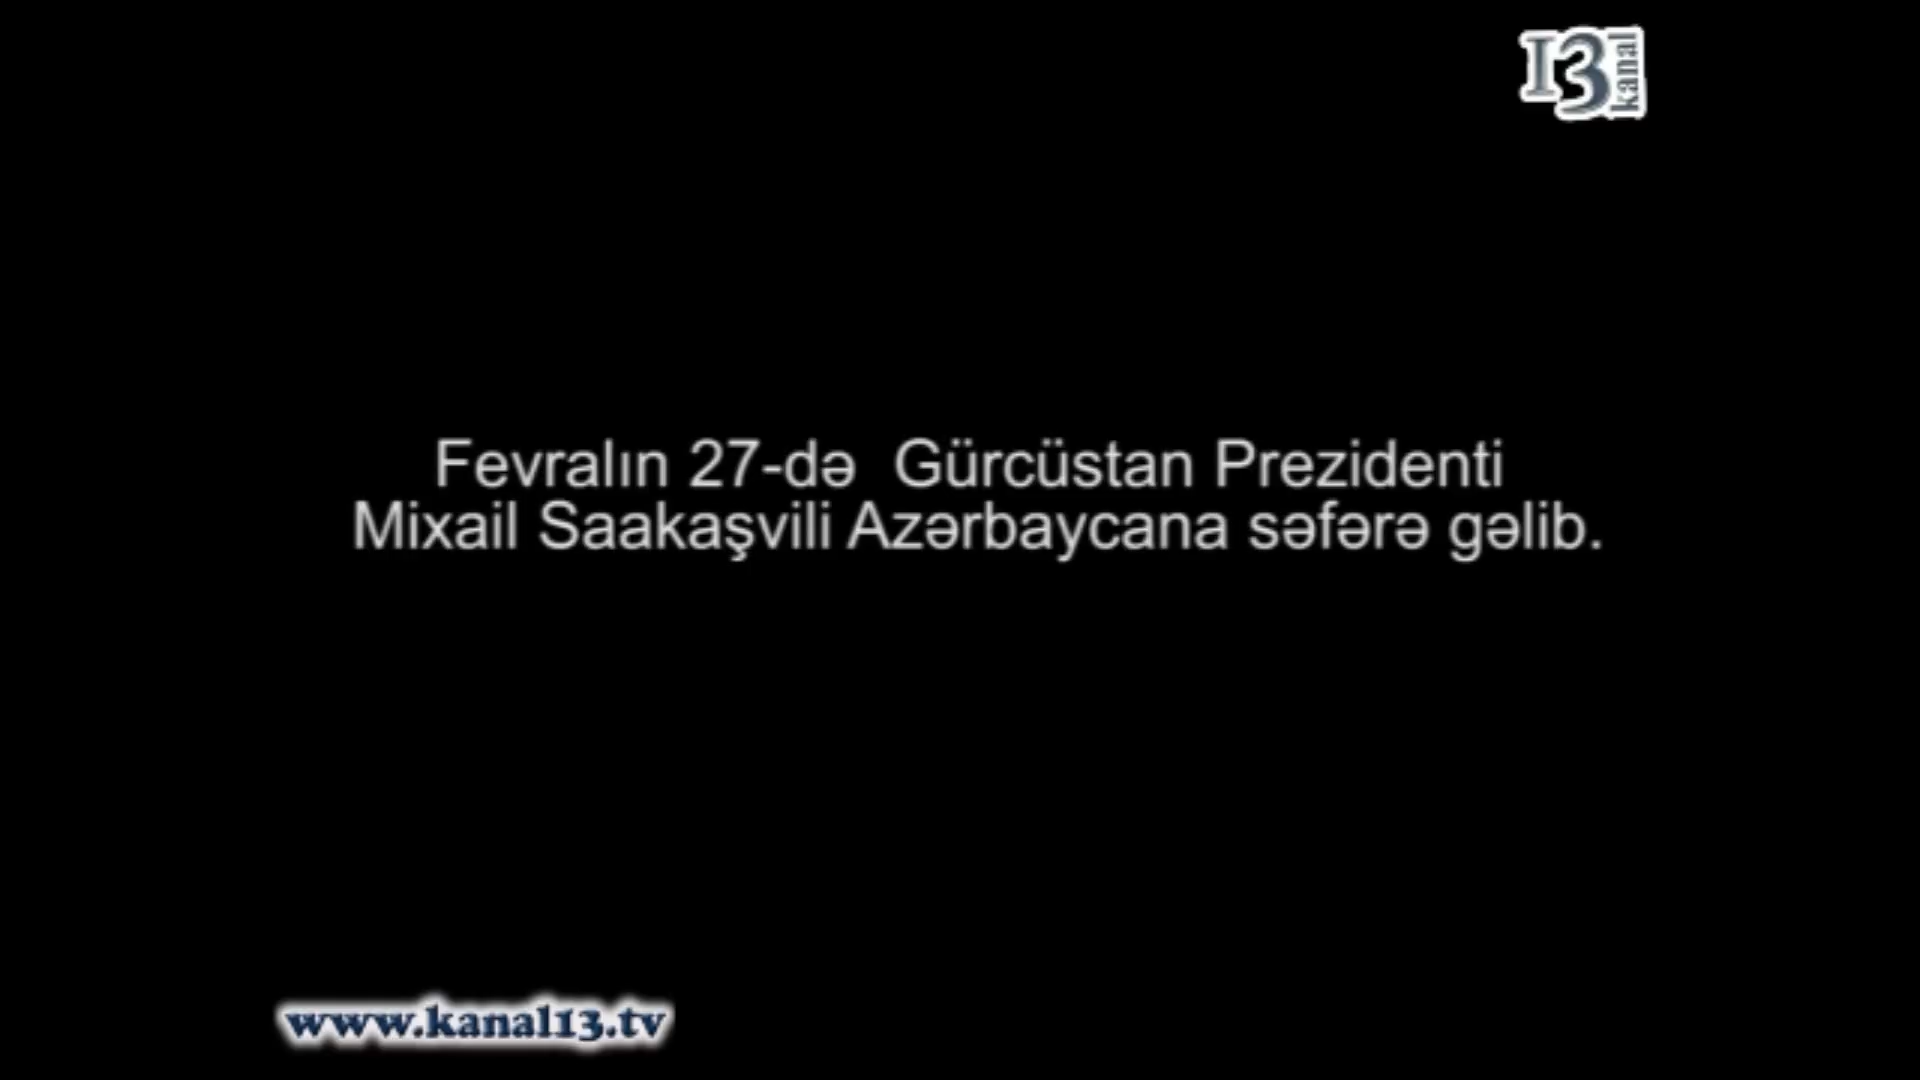 13 kanal
Fevralın 27-də Gürcüstan Prezidenti
Mixail Saakaşvili Azərbaycana səfərə gəlib.
www.kanal13.tv